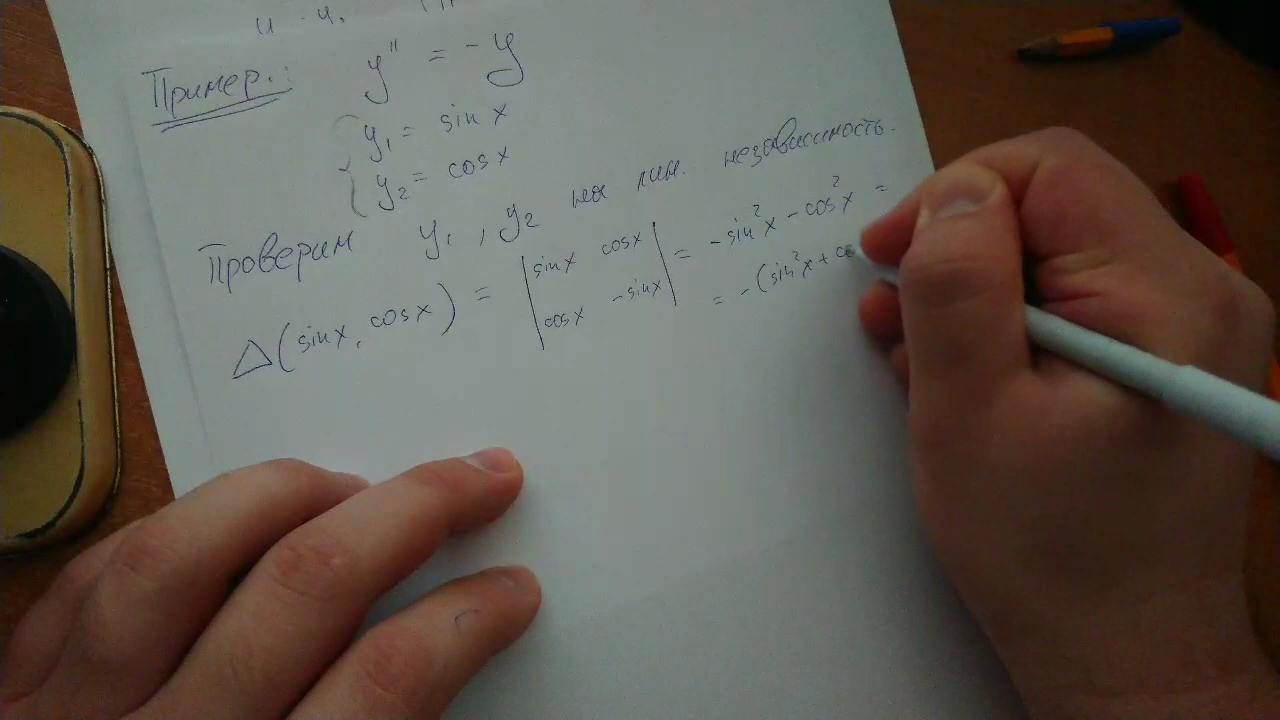 Пример.:
y'' = -y
y₁ = sin x
y₂ = cos x
Проверим y₁, y₂ на лин. независимость.
Δ(sin x, cos x) = | sin x cos x | = -sin²x - cos²x =
| cos x -sin x |
= -(sin²x + co